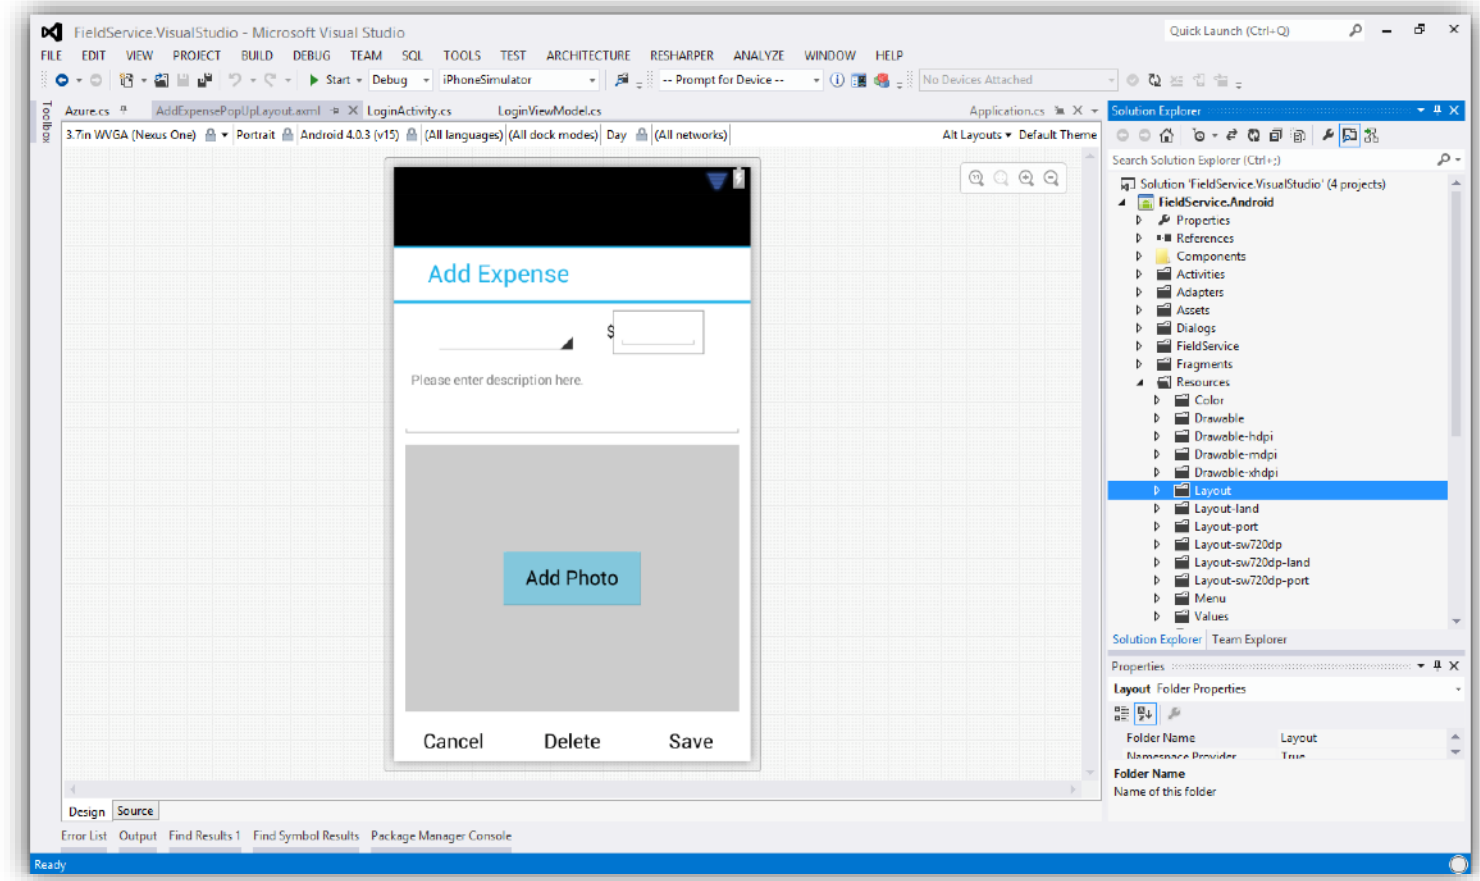 FieldService.VisualStudio - Microsoft Visual Studio
Quick Launch (Ctrl+Q)
FILE EDIT VIEW PROJECT BUILD DEBUG TEAM SQL TOOLS TEST ARCHITECTURE RESHARPER ANALYZE WINDOW HELP
Start Debug iPhoneSimulator -- Prompt for Device -- No Devices Attached
Toolbox
Azure.cs AddExpensePopUpLayout.axml LoginActivity.cs LoginViewModel.cs Application.cs
3.7in WVGA (Nexus One) Portrait Android 4.0.3 (v15) (All languages) (All dock modes) Day (All networks) Alt Layouts Default Theme
Add Expense
$
Please enter description here.
Add Photo
Cancel Delete Save
Design Source
Error List Output Find Results 1 Find Symbol Results Package Manager Console
Ready
Solution Explorer
Search Solution Explorer (Ctrl+;)
Solution 'FieldService.VisualStudio' (4 projects)
FieldService.Android
Properties
References
Components
Activities
Adapters
Assets
Dialogs
FieldService
Fragments
Resources
Color
Drawable
Drawable-hdpi
Drawable-mdpi
Drawable-xhdpi
Layout
Layout-land
Layout-port
Layout-sw720dp
Layout-sw720dp-land
Layout-sw720dp-port
Menu
Values
Solution Explorer Team Explorer
Properties
Layout Folder Properties
Folder Name Layout
Namespace Provider True
Folder Name
Name of this folder